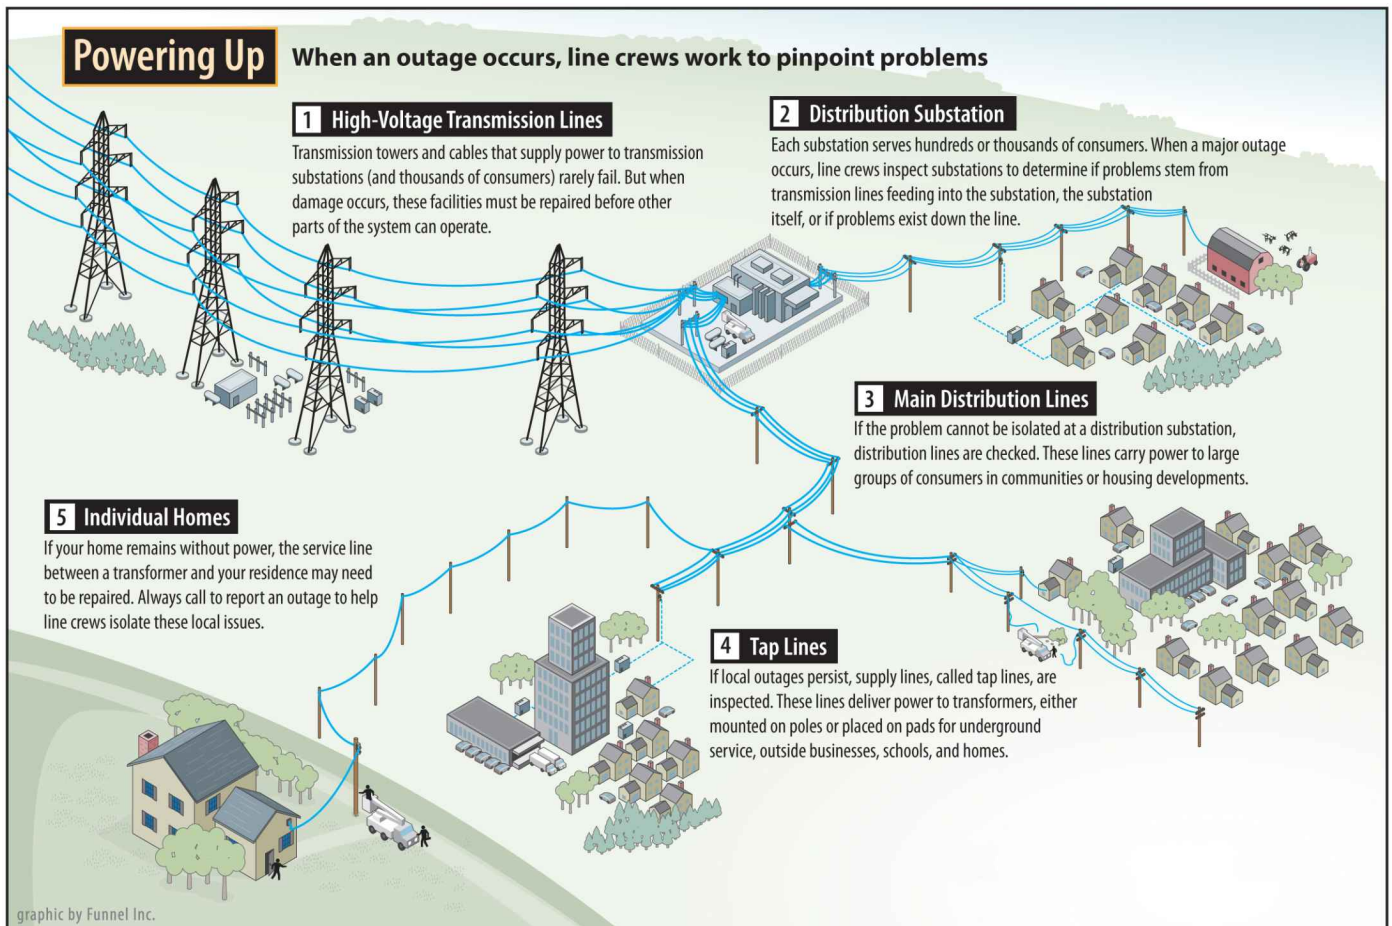 Powering Up
When an outage occurs, line crews work to pinpoint problems
1 High-Voltage Transmission Lines
Transmission towers and cables that supply power to transmission
substations (and thousands of consumers) rarely fail. But when
damage occurs, these facilities must be repaired before other
parts of the system can operate.
2 Distribution Substation
Each substation serves hundreds or thousands of consumers. When a major outage
occurs, line crews inspect substations to determine if problems stem from
transmission lines feeding into the substation, the substation
itself, or if problems exist down the line.
3 Main Distribution Lines
If the problem cannot be isolated at a distribution substation,
distribution lines are checked. These lines carry power to large
groups of consumers in communities or housing developments.
4 Tap Lines
If local outages persist, supply lines, called tap lines, are
inspected. These lines deliver power to transformers, either
mounted on poles or placed on pads for underground
service, outside businesses, schools, and homes.
5 Individual Homes
If your home remains without power, the service line
between a transformer and your residence may need
to be repaired. Always call to report an outage to help
line crews isolate these local issues.
graphic by Funnel Inc.